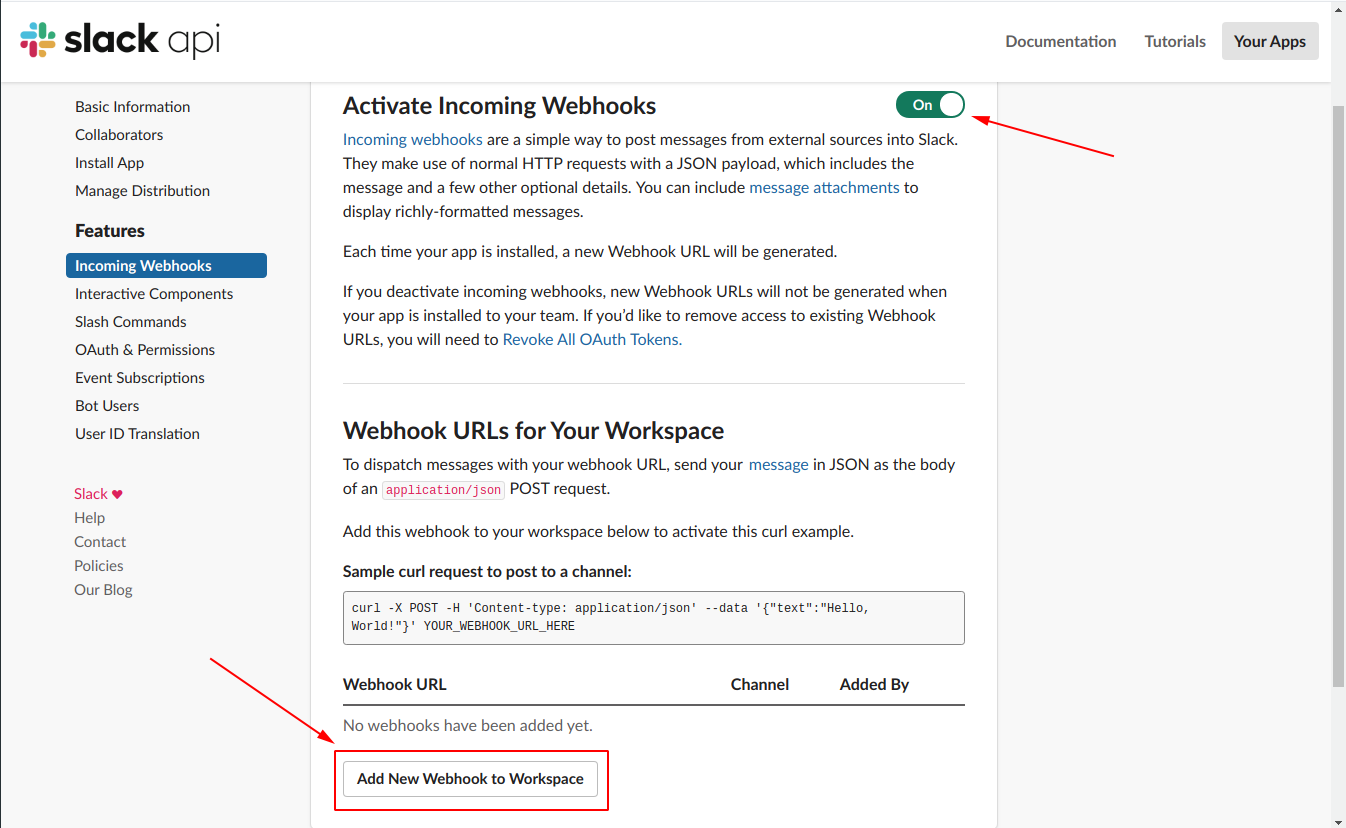 slack api
Documentation
Tutorials
Your Apps
Basic Information
Collaborators
Install App
Manage Distribution
Features
Incoming Webhooks
Interactive Components
Slash Commands
OAuth & Permissions
Event Subscriptions
Bot Users
User ID Translation
Slack ♥
Help
Contact
Policies
Our Blog
Activate Incoming Webhooks
On
Incoming webhooks are a simple way to post messages from external sources into Slack.
They make use of normal HTTP requests with a JSON payload, which includes the
message and a few other optional details. You can include message attachments to
display richly-formatted messages.
Each time your app is installed, a new Webhook URL will be generated.
If you deactivate incoming webhooks, new Webhook URLs will not be generated when
your app is installed to your team. If you’d like to remove access to existing Webhook
URLs, you will need to Revoke All OAuth Tokens.
Webhook URLs for Your Workspace
To dispatch messages with your webhook URL, send your message in JSON as the body
of an application/json POST request.
Add this webhook to your workspace below to activate this curl example.
Sample curl request to post to a channel:
curl -X POST -H 'Content-type: application/json' --data '{"text":"Hello,
World!"}' YOUR_WEBHOOK_URL_HERE
Webhook URL
Channel
Added By
No webhooks have been added yet.
Add New Webhook to Workspace